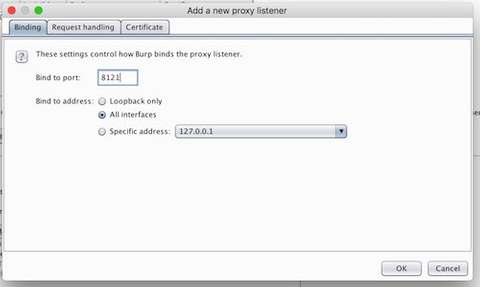 Add a new proxy listener
Binding Request handling Certificate
? These settings control how Burp binds the proxy listener.
Bind to port: 8121
Bind to address: Loopback only
All interfaces
Specific address: 127.0.0.1
OK Cancel